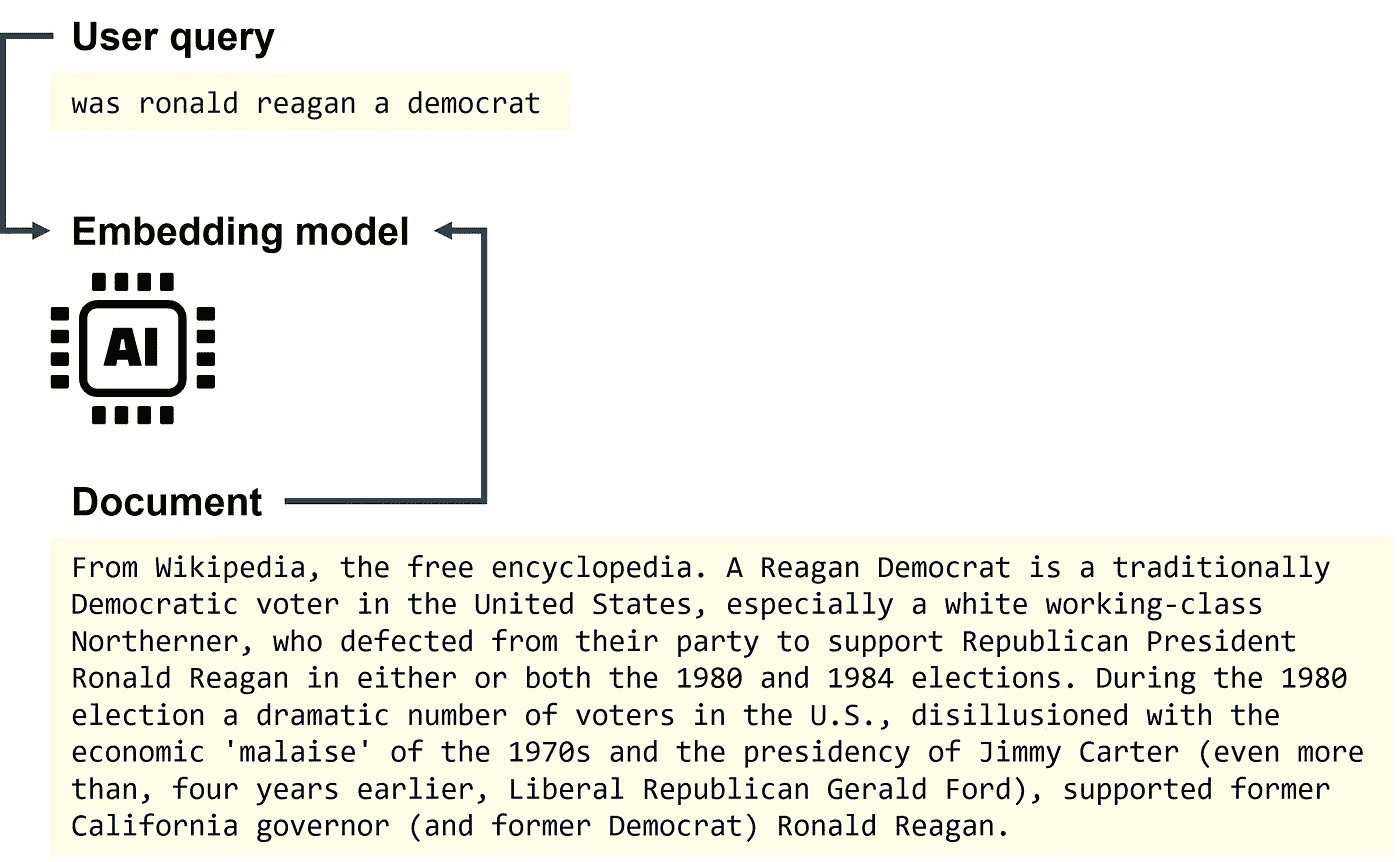 User query
was ronald reagan a democrat
Embedding model
AI
Document
From Wikipedia, the free encyclopedia. A Reagan Democrat is a traditionally
Democratic voter in the United States, especially a white working-class
Northerner, who defected from their party to support Republican President
Ronald Reagan in either or both the 1980 and 1984 elections. During the 1980
election a dramatic number of voters in the U.S., disillusioned with the
economic 'malaise' of the 1970s and the presidency of Jimmy Carter (even more
than, four years earlier, Liberal Republican Gerald Ford), supported former
California governor (and former Democrat) Ronald Reagan.